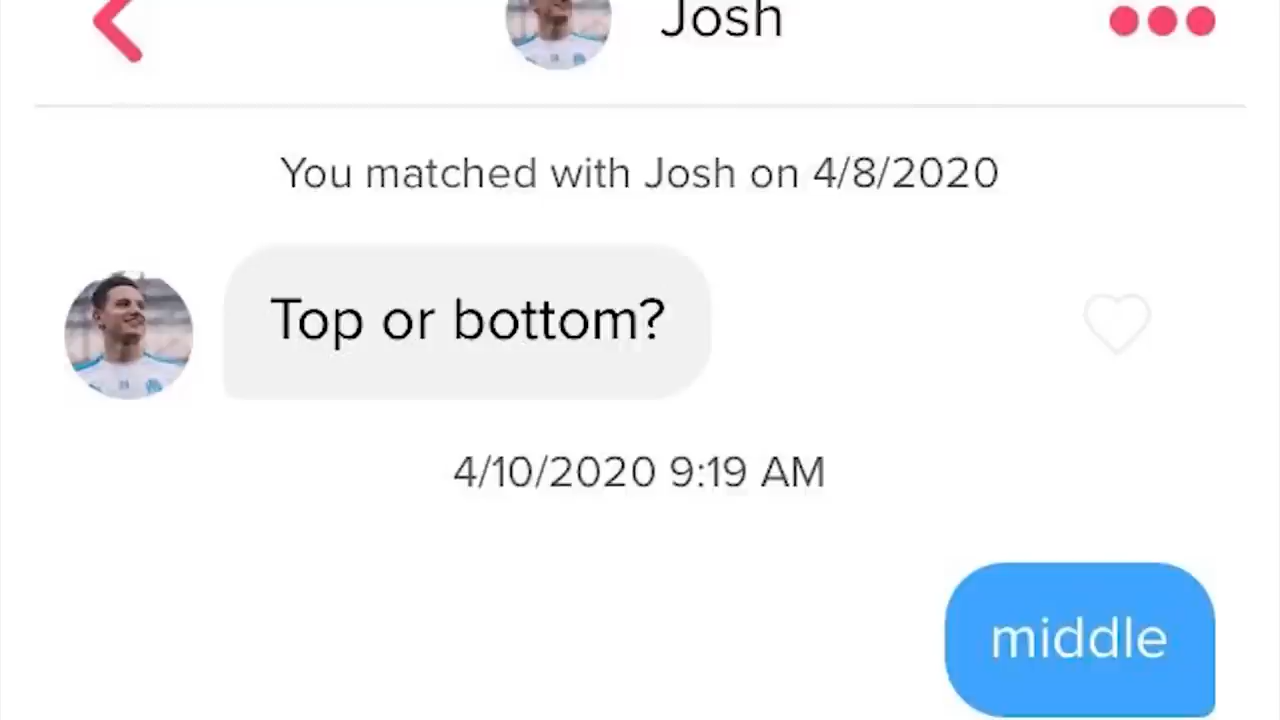 Josh
You matched with Josh on 4/8/2020
Top or bottom?
4/10/2020 9:19 AM
middle